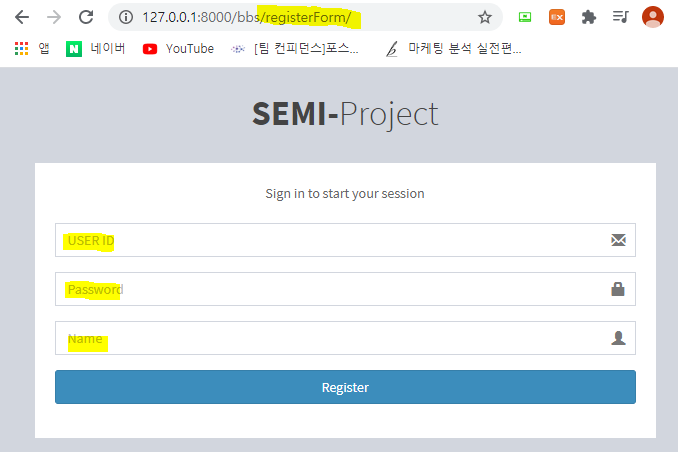 127.0.0.1:8000/bbs/registerForm/
앱 네이버 YouTube [팀 컨피던스]포스... 마케팅 분석 실전편...
SEMI-Project
Sign in to start your session
USER ID
Password
Name
Register